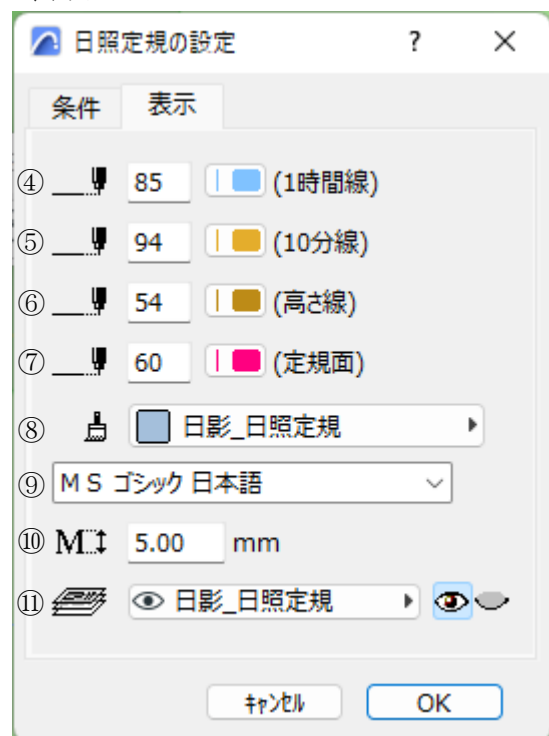 日照定規の設定 ?
条件 表示
④ 85 (1時間線)
⑤ 94 (10分線)
⑥ 54 (高さ線)
⑦ 60 (定規面)
⑧ 日影_日照定規
⑨ ＭＳ ゴシック 日本語
⑩ M 5.00 mm
⑪ 日影_日照定規
ｷｬﾝｾﾙ OK